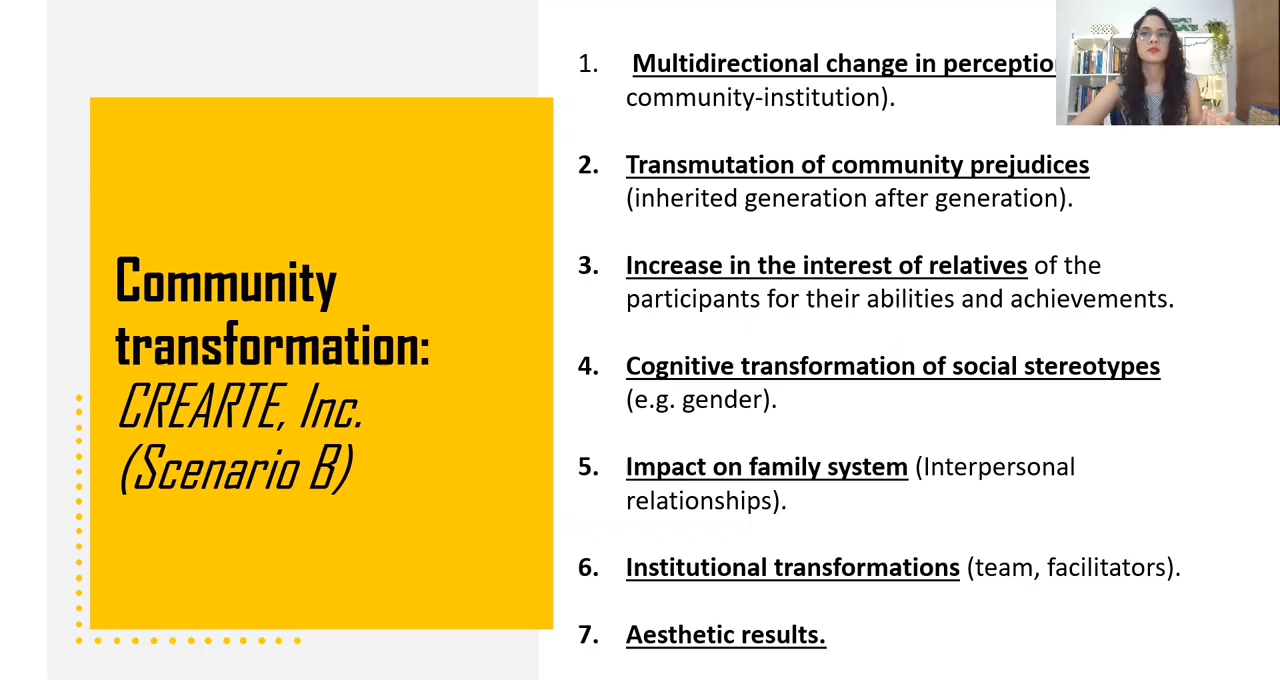 Community
transformation:
CREARTE, Inc.
(Scenario B)
1. Multidirectional change in
community-institution).
2. Transmutation of community prejudices
(inherited generation after generation).
3. Increase in the interest of relatives of the
participants for their abilities and achievements.
4. Cognitive transformation of social stereotypes
(e.g. gender).
5. Impact on family system (Interpersonal
relationships).
6. Institutional transformations (team, facilitators).
7. Aesthetic results.